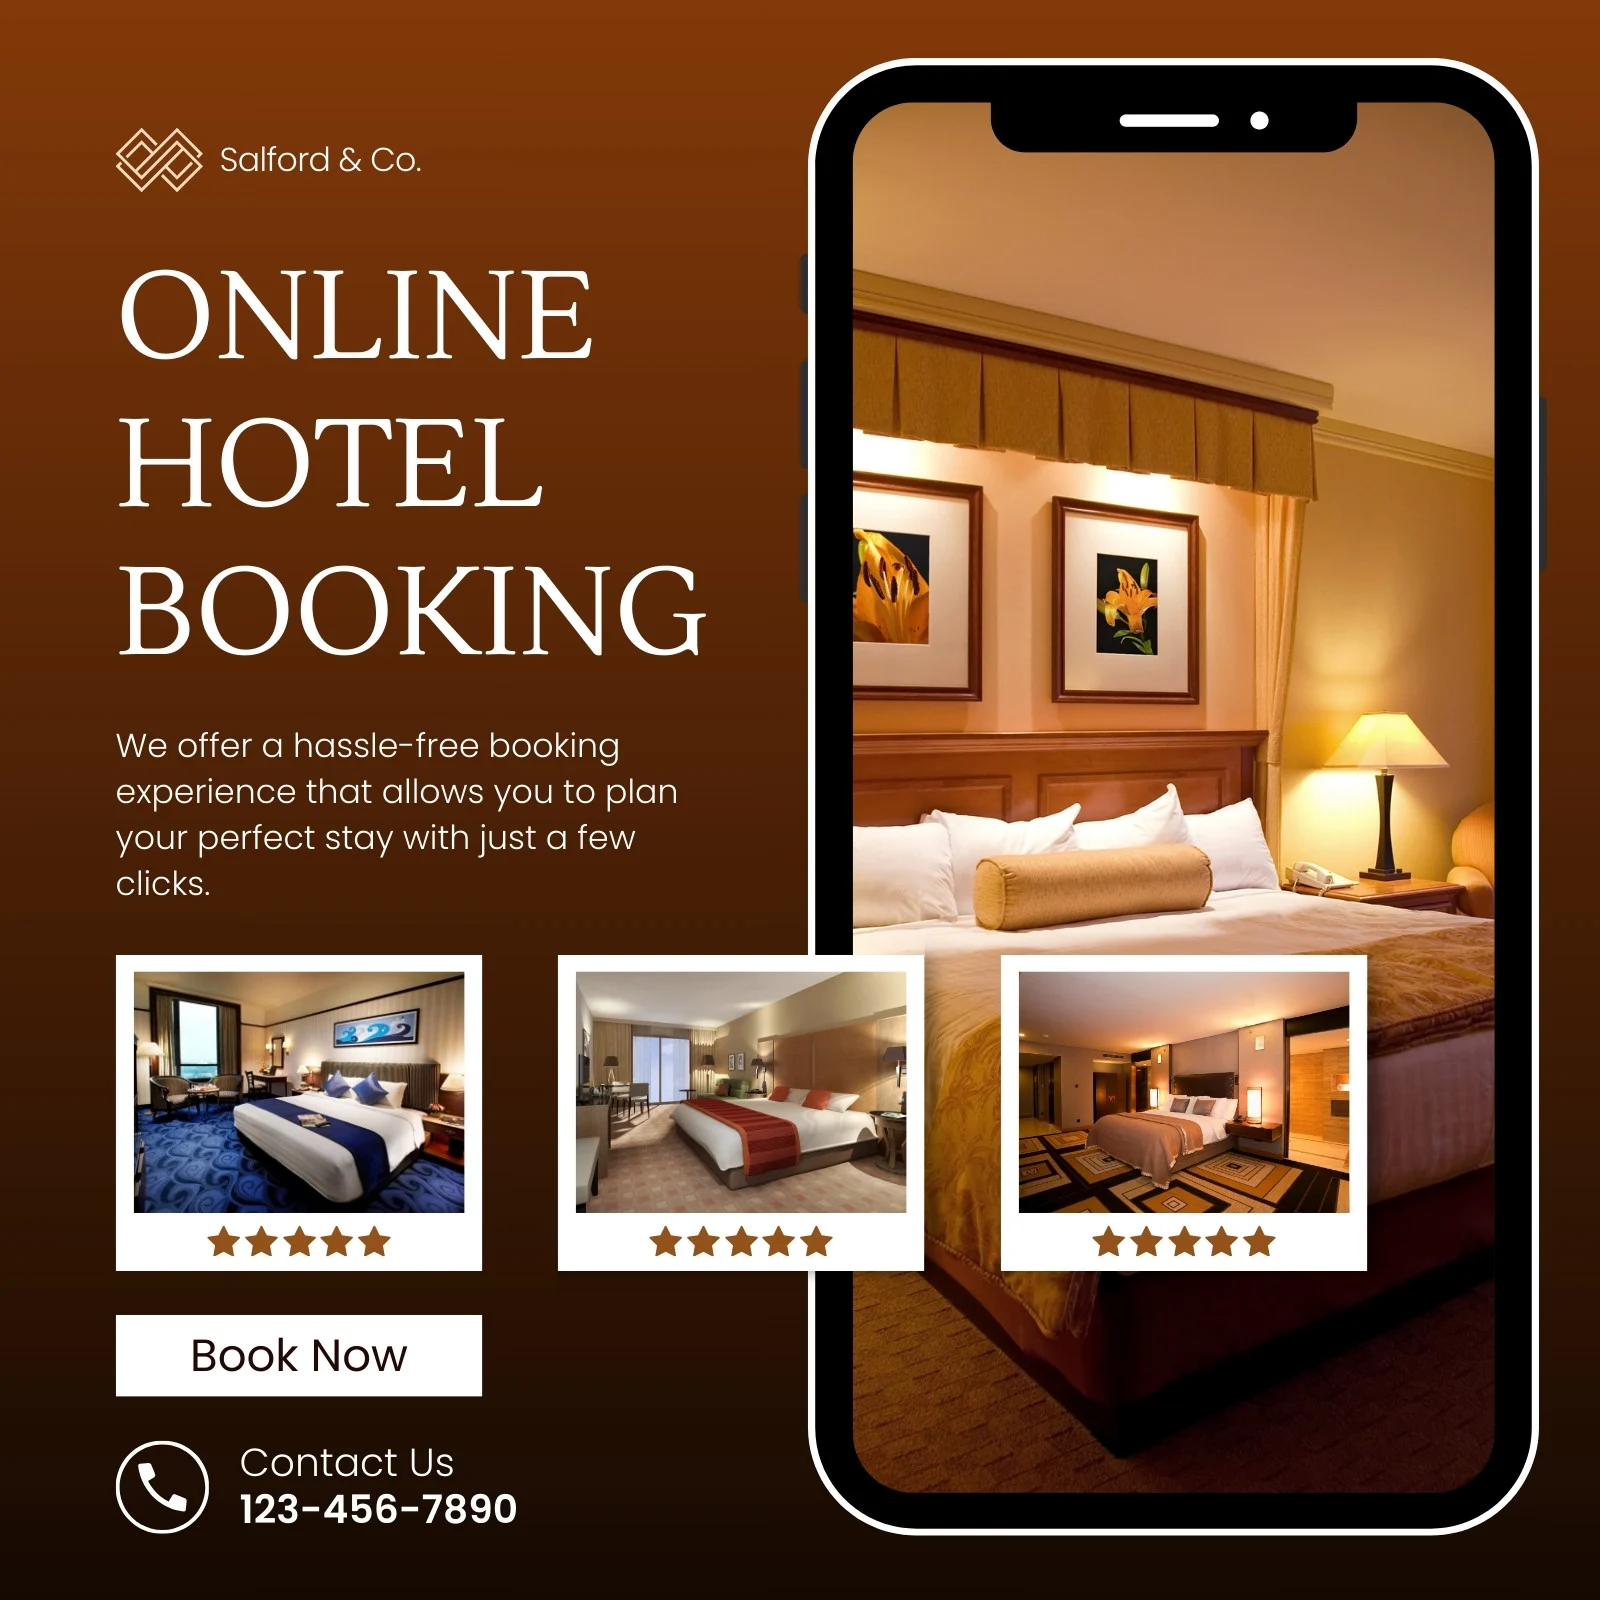 Salford & Co.
ONLINE
HOTEL
BOOKING
We offer a hassle-free booking
experience that allows you to plan
your perfect stay with just a few
clicks.
Book Now
Contact Us
123-456-7890